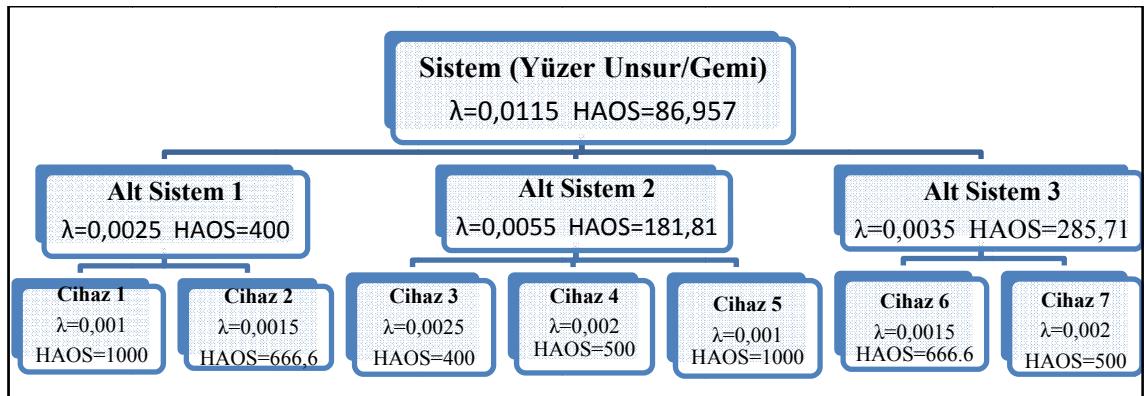 Sistem (Yüzer Unsur/Gemi)
λ=0,0115 HAOS=86,957
Alt Sistem 1
λ=0,0025 HAOS=400
Alt Sistem 2
λ=0,0055 HAOS=181,81
Alt Sistem 3
λ=0,0035 HAOS=285,71
Cihaz 1
λ=0,001
HAOS=1000
Cihaz 2
λ=0,0015
HAOS=666,6
Cihaz 3
λ=0,0025
HAOS=400
Cihaz 4
λ=0,002
HAOS=500
Cihaz 5
λ=0,001
HAOS=1000
Cihaz 6
λ=0,0015
HAOS=666.6
Cihaz 7
λ=0,002
HAOS=500